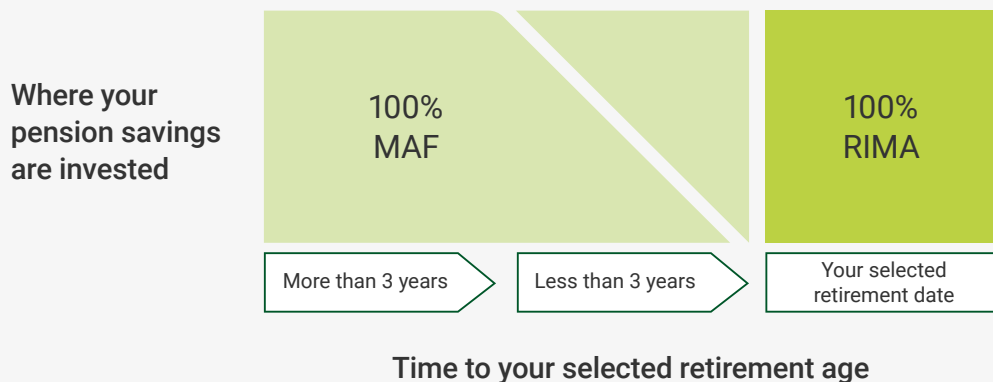 Where your
pension savings
are invested
100%
MAF
100%
RIMA
More than 3 years
Less than 3 years
Your selected
retirement date
Time to your selected retirement age